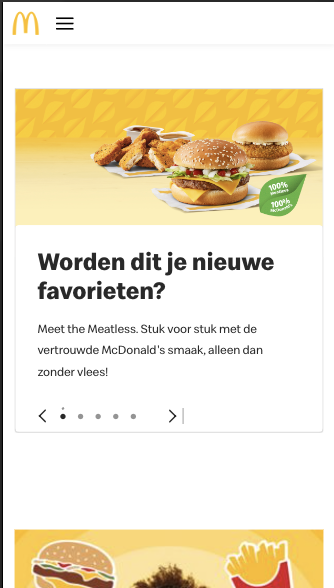 100%
100%
Worden dit je nieuwe
favorieten?
Meet the Meatless. Stuk voor stuk met de
vertrouwde McDonald's smaak, alleen dan
zonder vlees!